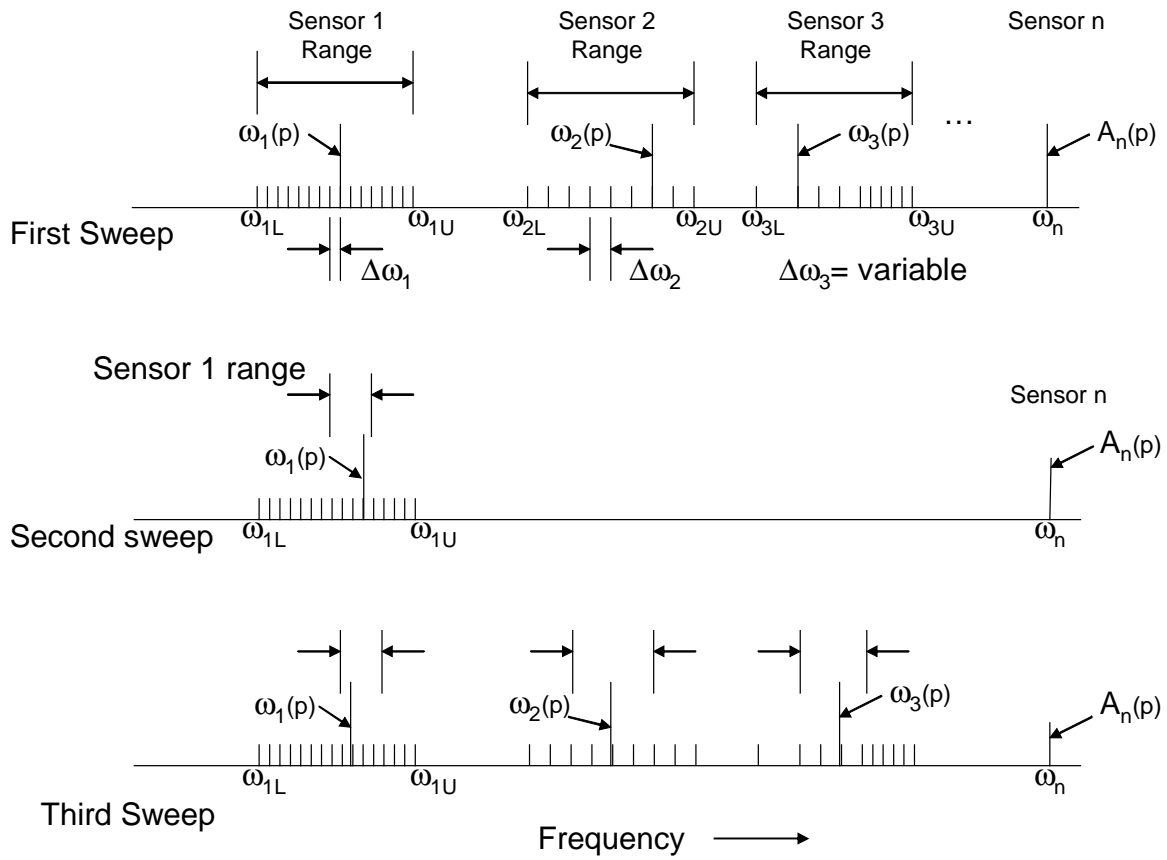 Sensor 1
Range
Sensor 2
Range
Sensor 3
Range
Sensor n
ω1(p)
ω2(p)
ω3(p)
...
An(p)
ω1L
ω1U
ω2L
ω2U
ω3L
ω3U
ωn
First Sweep
Δω1
Δω2
Δω3= variable
Sensor 1 range
Sensor n
ω1(p)
An(p)
ω1L
ω1U
ωn
Second sweep
ω1(p)
ω2(p)
ω3(p)
An(p)
ω1L
ω1U
ωn
Third Sweep
Frequency